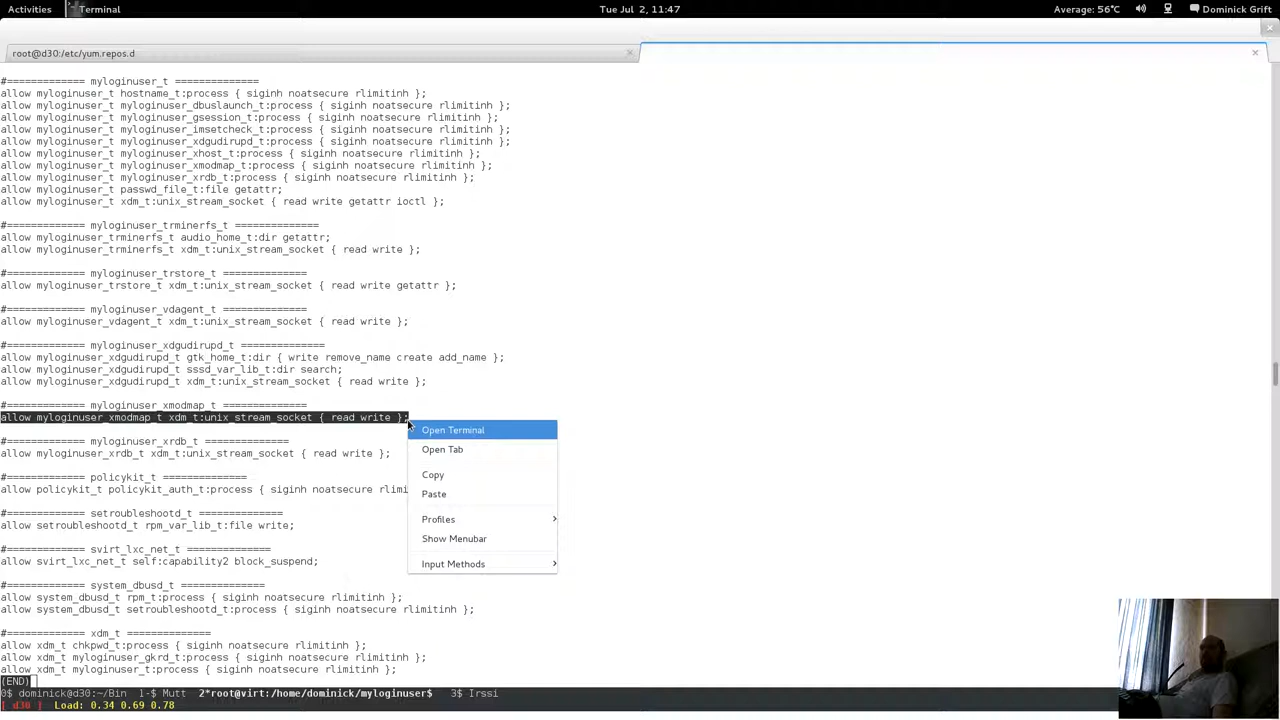 Activities Terminal Tue Jul 2, 11:47 Average: 56°C Dominick Grift
root@d30:/etc/yum.repos.d
#============= myloginuser_t ==============
allow myloginuser_t hostname_t:process { siginh noatsecure rlimitinh };
allow myloginuser_t myloginuser_dbuslaunch_t:process { siginh noatsecure rlimitinh };
allow myloginuser_t myloginuser_gsession_t:process { siginh noatsecure rlimitinh };
allow myloginuser_t myloginuser_imsetcheck_t:process { siginh noatsecure rlimitinh };
allow myloginuser_t myloginuser_xdgudirupd_t:process { siginh noatsecure rlimitinh };
allow myloginuser_t myloginuser_xhost_t:process { siginh noatsecure rlimitinh };
allow myloginuser_t myloginuser_xmodmap_t:process { siginh noatsecure rlimitinh };
allow myloginuser_t myloginuser_xrdb_t:process { siginh noatsecure rlimitinh };
allow myloginuser_t passwd_file_t:file getattr;
allow myloginuser_t xdm_t:unix_stream_socket { read write getattr ioctl };
#============= myloginuser_trminerfs_t ==============
allow myloginuser_trminerfs_t audio_home_t:dir getattr;
allow myloginuser_trminerfs_t xdm_t:unix_stream_socket { read write };
#============= myloginuser_trstore_t ==============
allow myloginuser_trstore_t xdm_t:unix_stream_socket { read write getattr };
#============= myloginuser_vdagent_t ==============
allow myloginuser_vdagent_t xdm_t:unix_stream_socket { read write };
#============= myloginuser_xdgudirupd_t ==============
allow myloginuser_xdgudirupd_t gtk_home_t:dir { write remove_name create add_name };
allow myloginuser_xdgudirupd_t sssd_var_lib_t:dir search;
allow myloginuser_xdgudirupd_t xdm_t:unix_stream_socket { read write };
#============= myloginuser_xmodmap_t ==============
allow myloginuser_xmodmap_t xdm_t:unix_stream_socket { read write };
#============= myloginuser_xrdb_t ==============
allow myloginuser_xrdb_t xdm_t:unix_stream_socket { read write };
#============= policykit_t ==============
allow policykit_t policykit_auth_t:process { siginh noatsecure rlimi
#============= setroubleshootd_t ==============
allow setroubleshootd_t rpm_var_lib_t:file write;
#============= svirt_lxc_net_t ==============
allow svirt_lxc_net_t self:capability2 block_suspend;
#============= system_dbusd_t ==============
allow system_dbusd_t rpm_t:process { siginh noatsecure rlimitinh };
allow system_dbusd_t setroubleshootd_t:process { siginh noatsecure rlimitinh };
#============= xdm_t ==============
allow xdm_t chkpwd_t:process { siginh noatsecure rlimitinh };
allow xdm_t myloginuser_gkrd_t:process { siginh noatsecure rlimitinh };
allow xdm_t myloginuser_t:process { siginh noatsecure rlimitinh };
(END)
Open Terminal
Open Tab
Copy
Paste
Profiles
Show Menubar
Input Methods
0$ dominick@d30:~/Bin 1-$ Mutt 2*root@virt:/home/dominick/myloginuser$ 3$ Irssi
[ d30 ] Load: 0.34 0.69 0.78